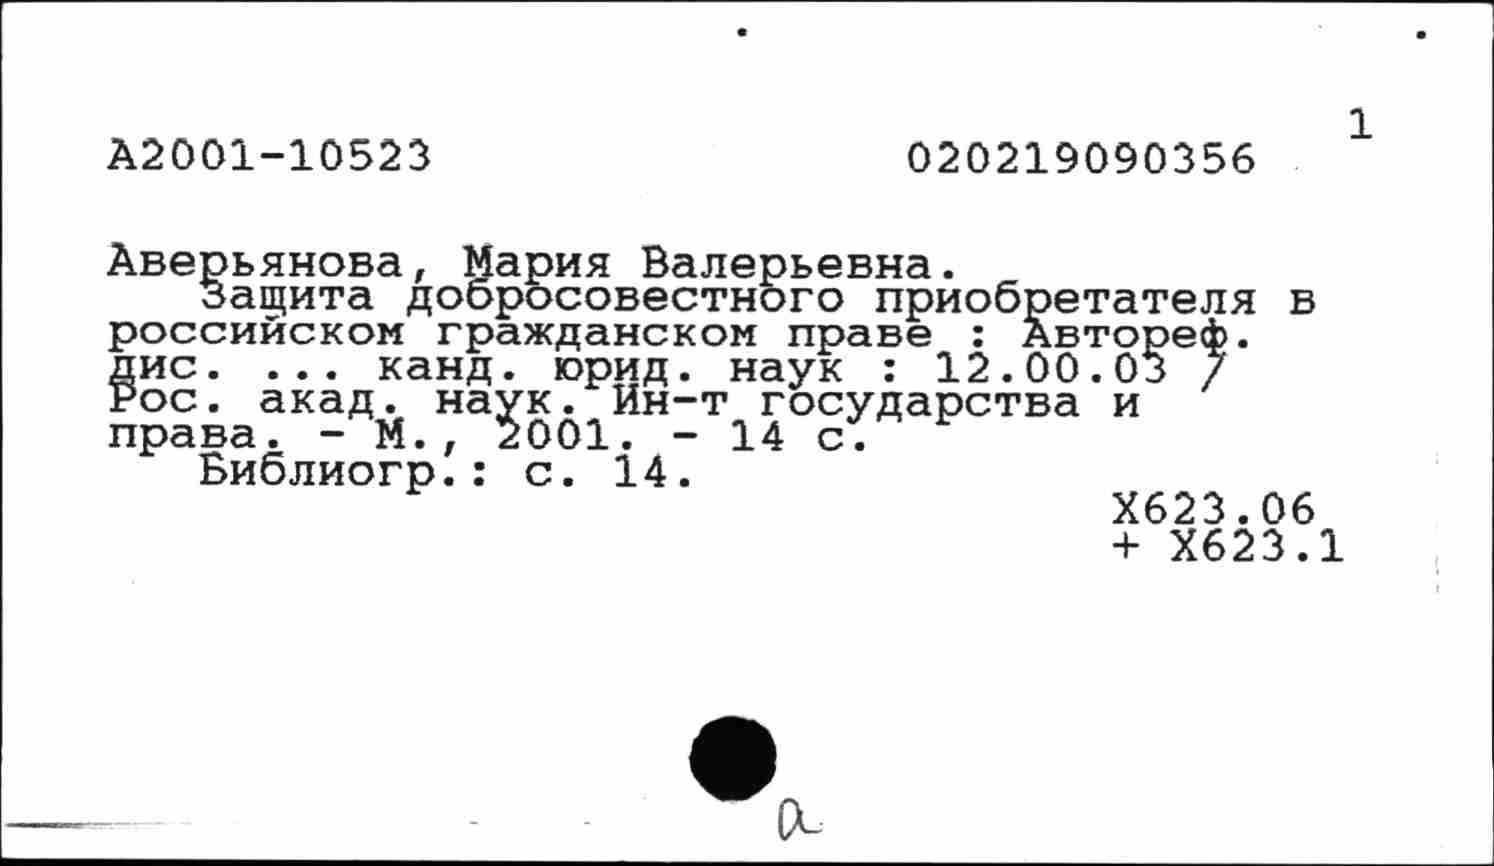 1
А2001-10523 020219090356
Аверьянова, Мария Валерьевна.
Защита добросовестного приобретателя в
российском гражданском праве : Автореф.
дис. ... канд. юрид. наук : 12.00.03 /
Рос. акад. наук. Ин-т государства и
права. - М., 2001. - 14 с.
Библиогр.: с. 14.
Х623.06
+ Х623.1
а